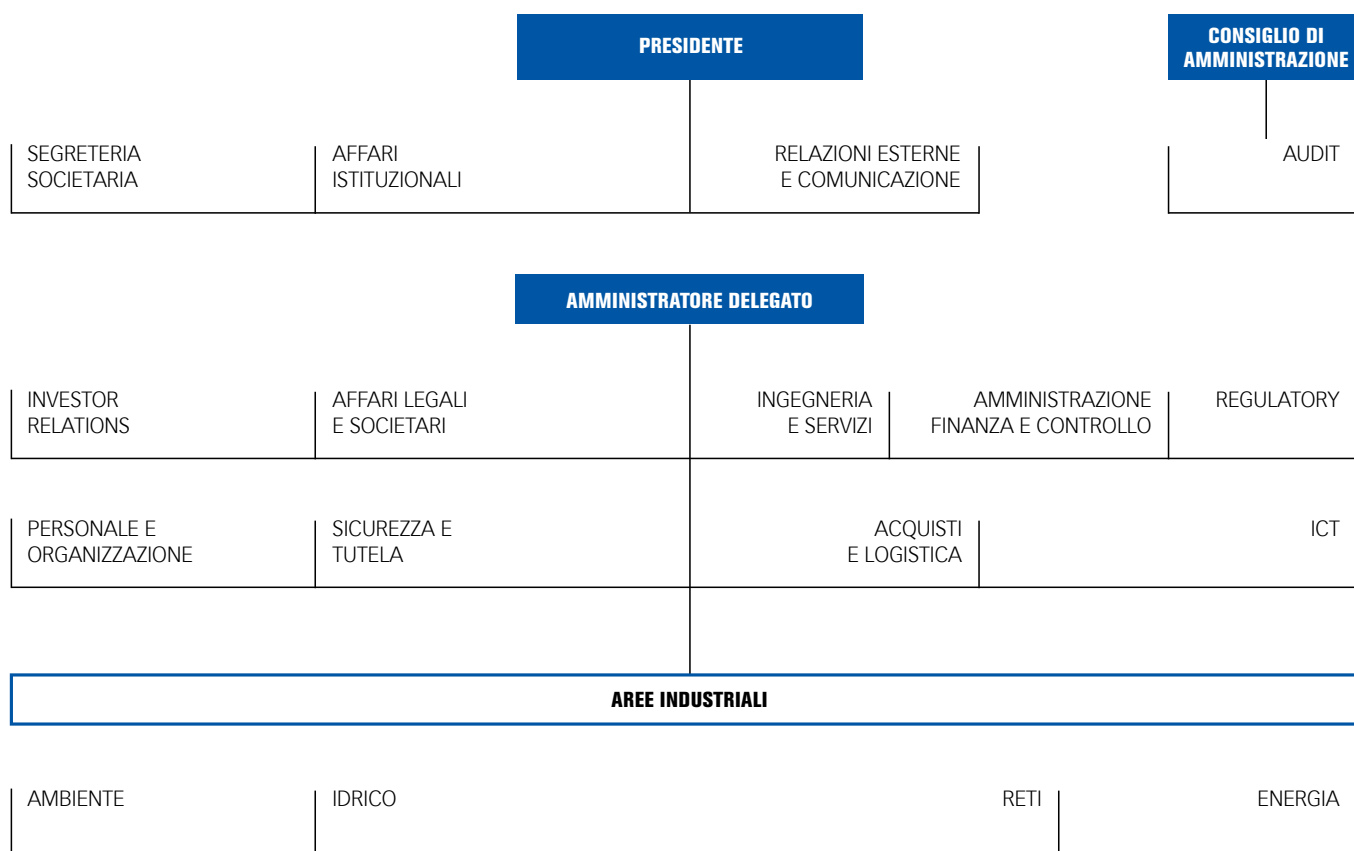 PRESIDENTE
CONSIGLIO DI
AMMINISTRAZIONE
SEGRETERIA
SOCIETARIA
AFFARI
ISTITUZIONALI
RELAZIONI ESTERNE
E COMUNICAZIONE
AUDIT
AMMINISTRATORE DELEGATO
INVESTOR
RELATIONS
AFFARI LEGALI
E SOCIETARI
INGEGNERIA
E SERVIZI
AMMINISTRAZIONE
FINANZA E CONTROLLO
REGULATORY
PERSONALE E
ORGANIZZAZIONE
SICUREZZA E
TUTELA
ACQUISTI
E LOGISTICA
ICT
AREE INDUSTRIALI
AMBIENTE
IDRICO
RETI
ENERGIA